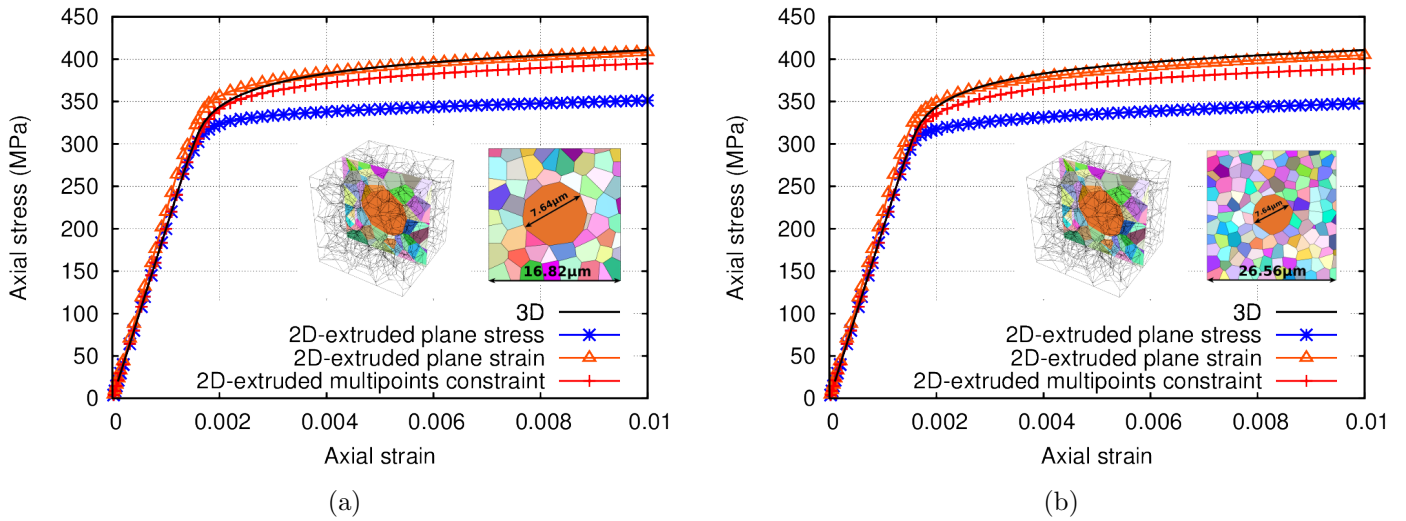 450
400
350
300
250
200
150
100
50
0
Axial stress (MPa)
7.64µm
16.82µm
3D
2D-extruded plane stress
2D-extruded plane strain
2D-extruded multipoints constraint
0 0.002 0.004 0.006 0.008 0.01
Axial strain
(a)
450
400
350
300
250
200
150
100
50
0
Axial stress (MPa)
7.64µm
26.56µm
3D
2D-extruded plane stress
2D-extruded plane strain
2D-extruded multipoints constraint
0 0.002 0.004 0.006 0.008 0.01
Axial strain
(b)